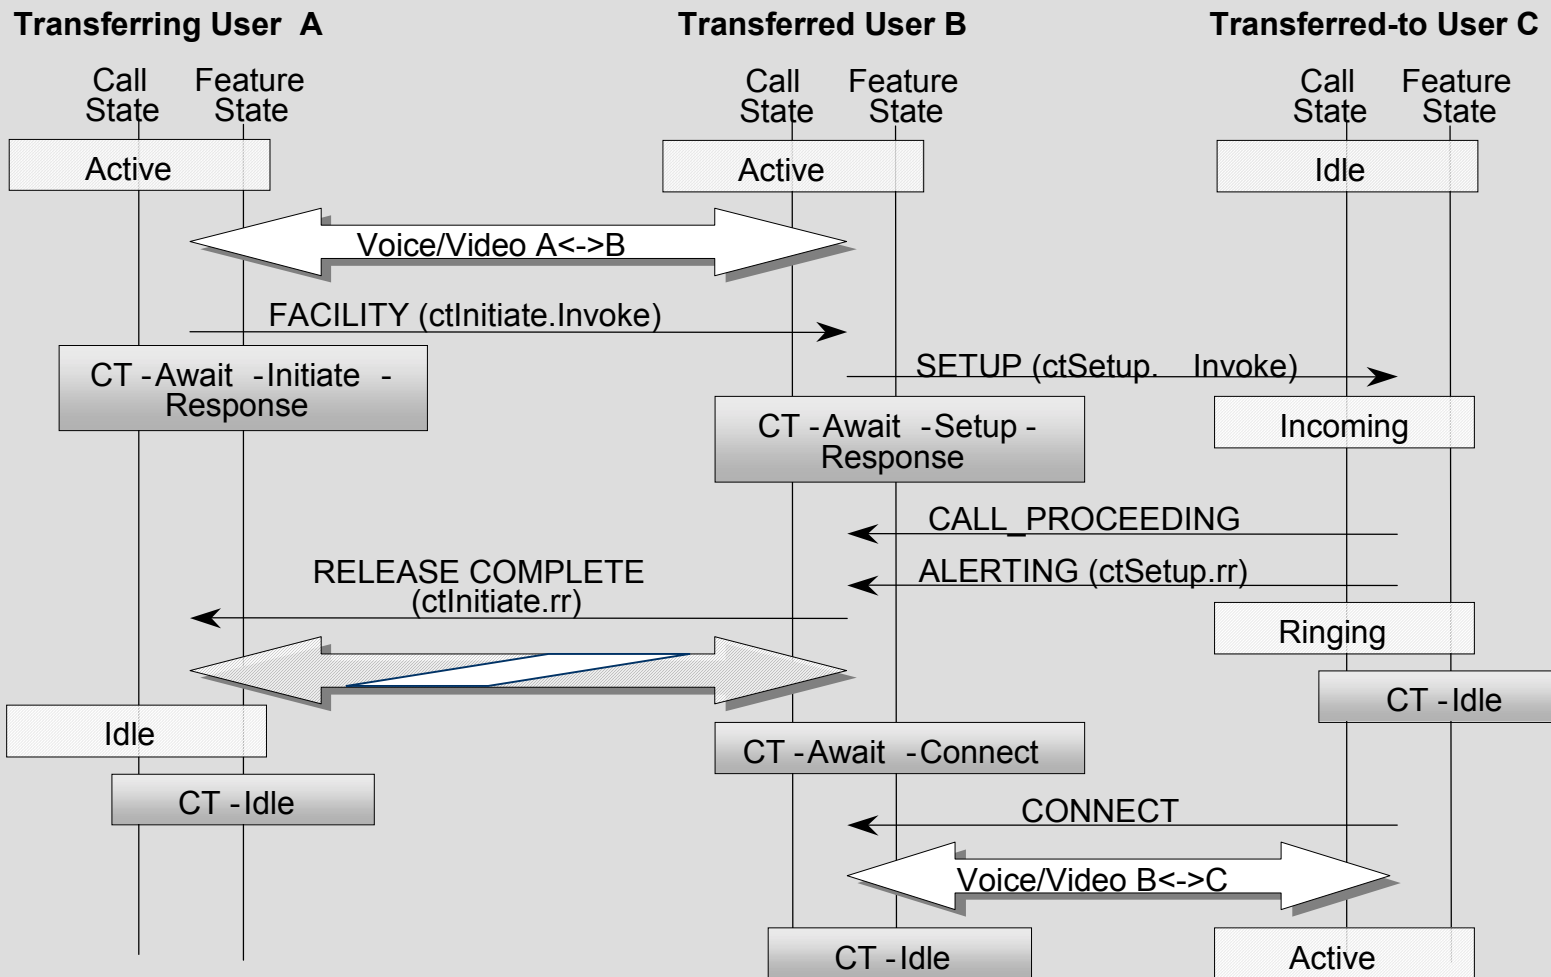 Transferring User A
Transferred User B
Transferred-to User C
Call State
Feature State
Call State
Feature State
Call State
Feature State
Active
Active
Idle
Voice/Video A<->B
FACILITY (ctInitiate.Invoke)
CT -Await -Initiate -
Response
SETUP (ctSetup. Invoke)
CT -Await -Setup -
Response
Incoming
CALL_PROCEEDING
ALERTING (ctSetup.rr)
RELEASE COMPLETE
(ctInitiate.rr)
Ringing
CT -Idle
Idle
CT -Await -Connect
CT -Idle
CONNECT
Voice/Video B<->C
CT -Idle
Active